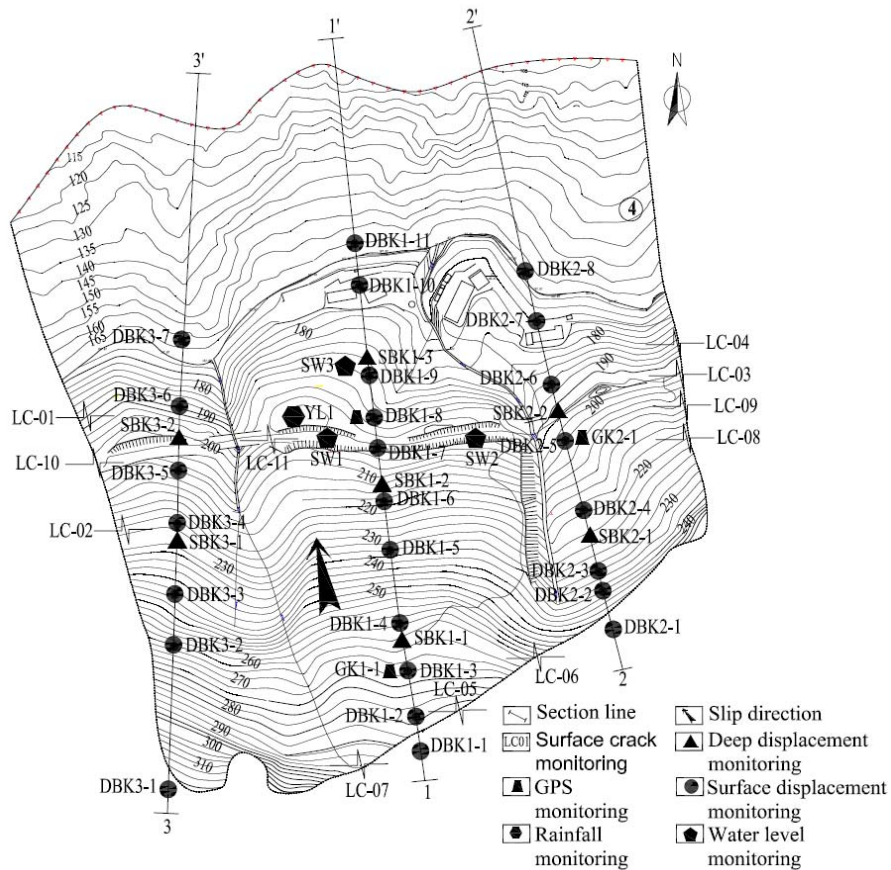 1'
2'
3'
N
4
115
120
125
130
135
140
145
150
155
160
165
DBK1-11
DBK1-10
DBK2-8
DBK2-7
DBK3-7
180
180
SW3
SBK1-3
DBK1-9
190
LC-04
LC-03
DBK2-6
DBK3-6
180
190
LC-01
SBK3-2
YL1
DBK1-8
SBK2-2
200
LC-09
LC-08
200
LC-10
LC-11
SW1
DBK1-7
SW2
DBK2-5
GK2-1
DBK3-5
210
SBK1-2
DBK1-6
220
220
230
240
DBK2-4
SBK2-1
LC-02
DBK3-4
SBK3-1
230
DBK1-5
230
240
250
DBK2-3
DBK2-2
DBK3-3
DBK1-4
SBK1-1
DBK2-1
DBK3-2
260
270
280
290
300
310
GK1-1
DBK1-3
LC-05
LC-06
DBK1-2
DBK1-1
LC-07
DBK3-1
3
1
2
Section line
Slip direction
LC01
Surface crack
monitoring
Deep displacement
monitoring
GPS
monitoring
Surface displacement
monitoring
Rainfall
monitoring
Water level
monitoring